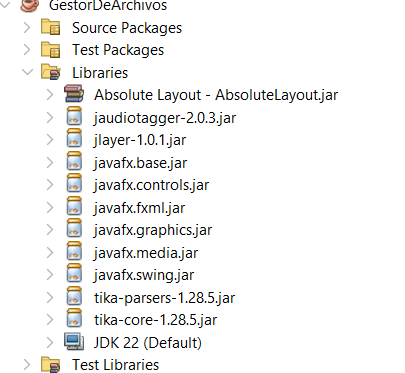 GestorDeArchivos
Source Packages
Test Packages
Libraries
Absolute Layout - AbsoluteLayout.jar
jaudiotagger-2.0.3.jar
jlayer-1.0.1.jar
javafx.base.jar
javafx.controls.jar
javafx.fxml.jar
javafx.graphics.jar
javafx.media.jar
javafx.swing.jar
tika-parsers-1.28.5.jar
tika-core-1.28.5.jar
JDK 22 (Default)
Test Libraries